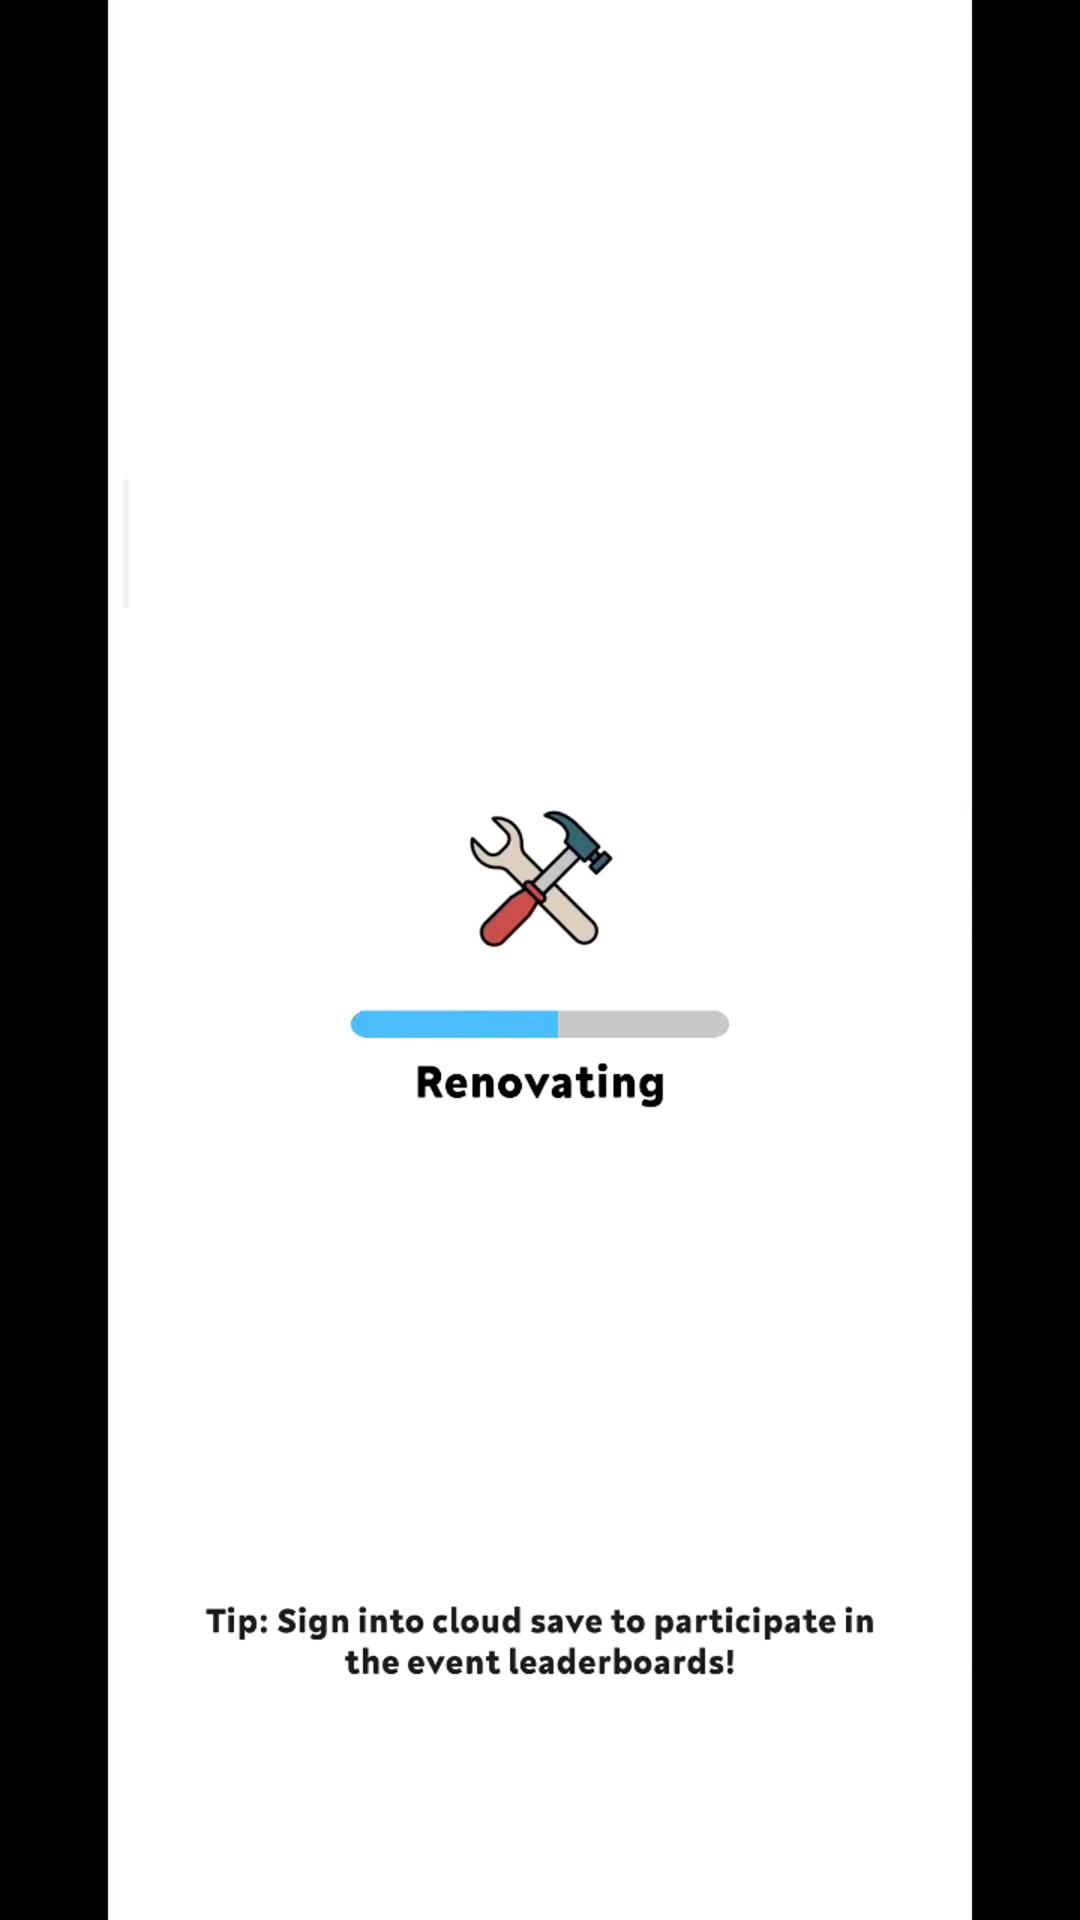 Renovating
Tip: Sign into cloud save to participate in
the event leaderboards!